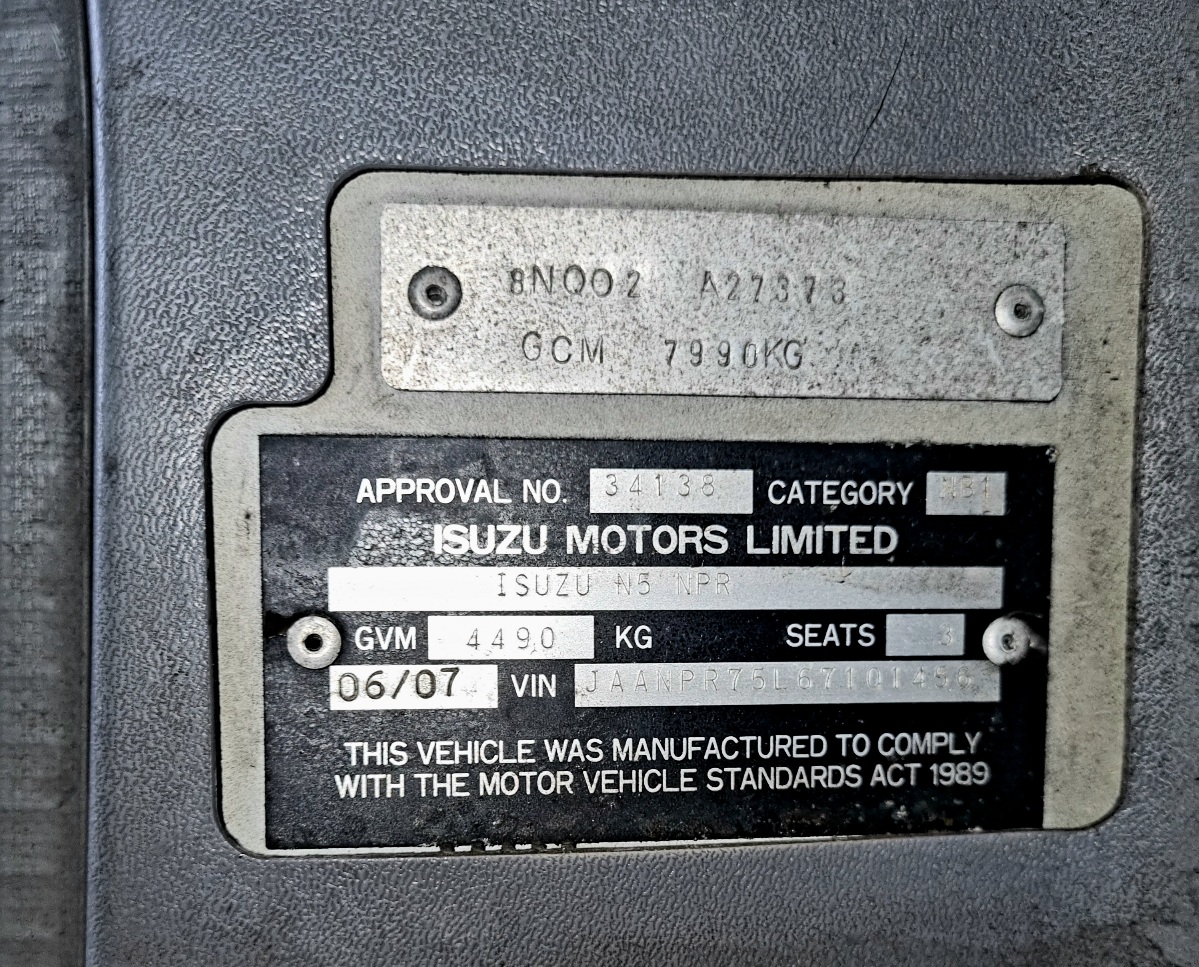 8NQ02 A27373
GCM 7990KG
APPROVAL NO. 34138 CATEGORY NB1
ISUZU MOTORS LIMITED
ISUZU N5 NPR
GVM 4490 KG SEATS 3
06/07 VIN JAANPR75L67101456
THIS VEHICLE WAS MANUFACTURED TO COMPLY
WITH THE MOTOR VEHICLE STANDARDS ACT 1989